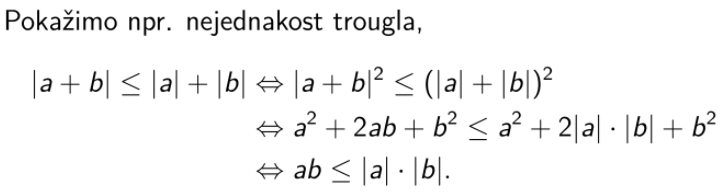 Pokažimo npr. nejednakost trougla,
|a + b| ≤ |a| + |b| ⇔ |a + b|² ≤ (|a| + |b|)²
⇔ a² + 2ab + b² ≤ a² + 2|a| · |b| + b²
⇔ ab ≤ |a| · |b|.